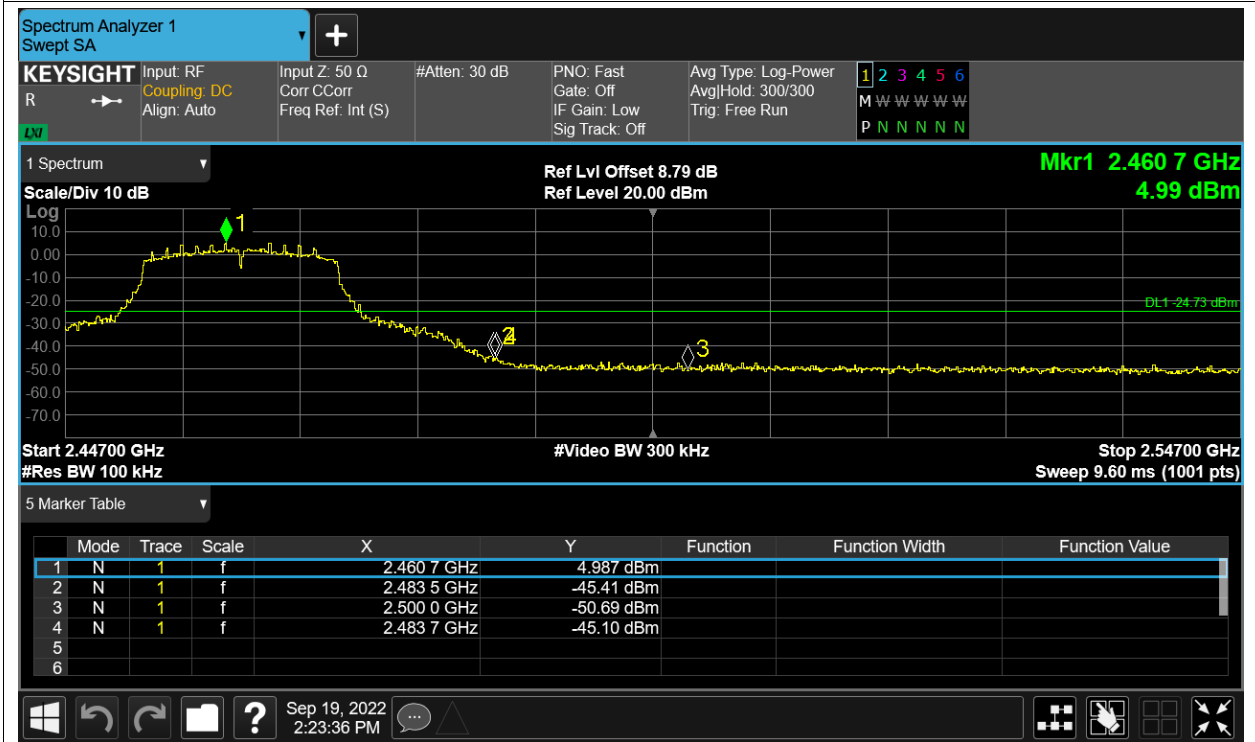 Spectrum Analyzer 1
Swept SA
KEYSIGHT
R
LXI
Input: RF
Coupling: DC
Align: Auto
Input Z: 50 Ω
Corr CCorr
Freq Ref: Int (S)
#Atten: 30 dB
PNO: Fast
Gate: Off
IF Gain: Low
Sig Track: Off
Avg Type: Log-Power
Avg|Hold: 300/300
Trig: Free Run
1 2 3 4 5 6
M W W W W W
P N N N N N
1 Spectrum
Scale/Div 10 dB
Ref Lvl Offset 8.79 dB
Ref Level 20.00 dBm
Mkr1 2.460 7 GHz
4.99 dBm
Log
10.0
0.00
-10.0
-20.0
-30.0
-40.0
-50.0
-60.0
-70.0
1
DL1 -24.73 dBm
3
Start 2.44700 GHz
#Video BW 300 kHz
Stop 2.54700 GHz
#Res BW 100 kHz
Sweep 9.60 ms (1001 pts)
5 Marker Table
Mode Trace Scale X Y Function Function Width Function Value
1 N 1 f 2.460 7 GHz 4.987 dBm
2 N 1 f 2.483 5 GHz -45.41 dBm
3 N 1 f 2.500 0 GHz -50.69 dBm
4 N 1 f 2.483 7 GHz -45.10 dBm
5
6
?
Sep 19, 2022
2:23:36 PM